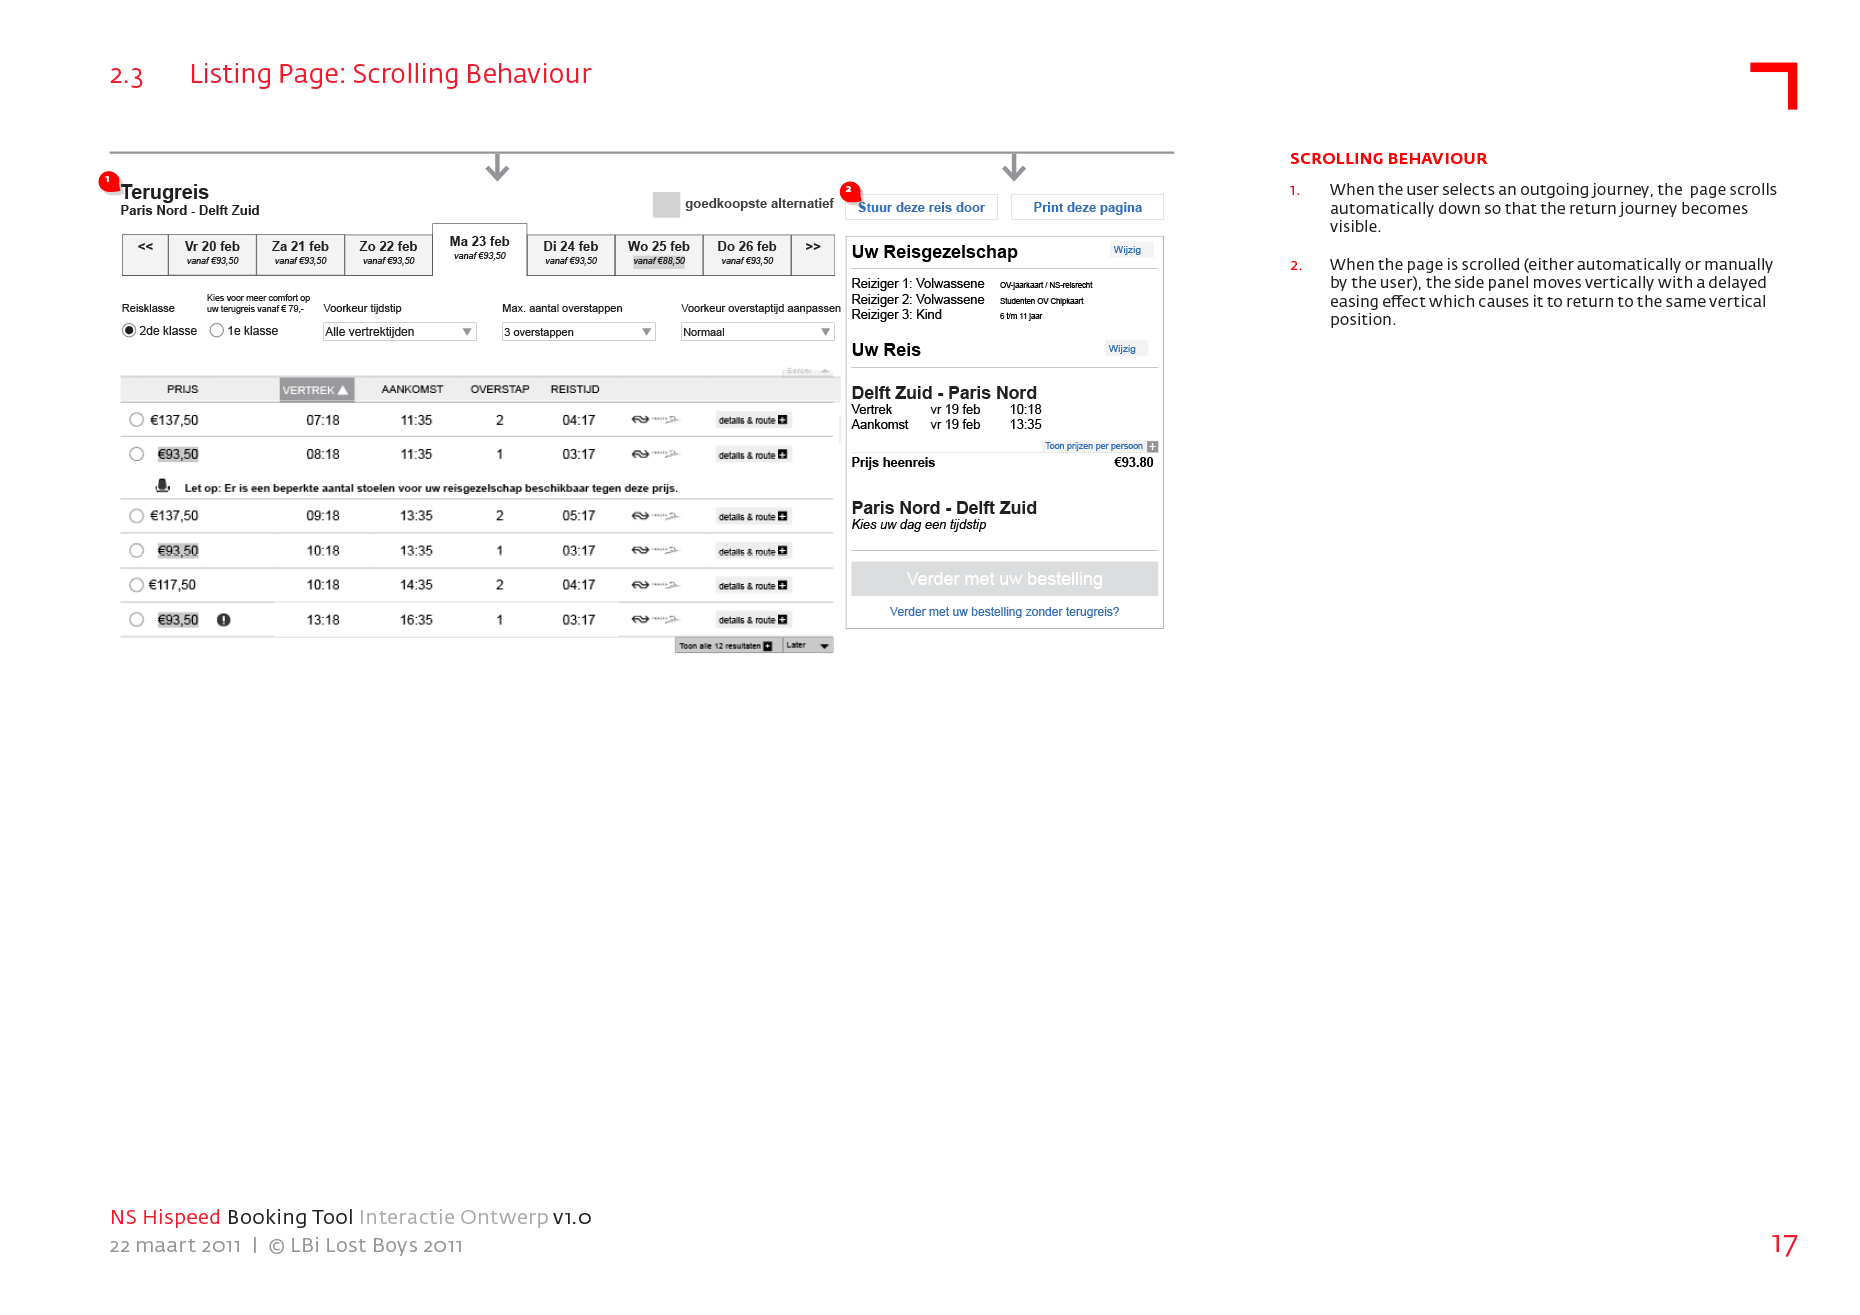 2.3 Listing Page: Scrolling Behaviour
1
Terugreis
Paris Nord - Delft Zuid
goedkoopste alternatief
<< Vr 20 feb Za 21 feb Zo 22 feb Ma 23 feb Di 24 feb Wo 25 feb Do 26 feb >>
vanaf €93,50 vanaf €93,50 vanaf €93,50 vanaf €93,50 vanaf €93,50 vanaf €88,50 vanaf €93,50
Reisklasse Kies voor meer comfort op uw terugreis vanaf € 79,- Voorkeur tijdstip Max. aantal overstappen Voorkeur overstaptijd aanpassen
2de klasse 1e klasse Alle vertrektijden 3 overstappen Normaal
Eerder
PRIJS VERTREK AANKOMST OVERSTAP REISTIJD
€137,50 07:18 11:35 2 04:17 details & route
€93,50 08:18 11:35 1 03:17 details & route
Let op: Er is een beperkte aantal stoelen voor uw reisgezelschap beschikbaar tegen deze prijs.
€137,50 09:18 13:35 2 05:17 details & route
€93,50 10:18 13:35 1 03:17 details & route
€117,50 10:18 14:35 2 04:17 details & route
€93,50 13:18 16:35 1 03:17 details & route
Toon alle 12 resultaten Later
2
Stuur deze reis door Print deze pagina
Uw Reisgezelschap Wijzig
Reiziger 1: Volwassene OV-jaarkaart / NS-reisrecht
Reiziger 2: Volwassene Studenten OV Chipkaart
Reiziger 3: Kind 6 t/m 11 jaar
Uw Reis Wijzig
Delft Zuid - Paris Nord
Vertrek vr 19 feb 10:18
Aankomst vr 19 feb 13:35
Toon prijzen per persoon
Prijs heenreis €93.80
Paris Nord - Delft Zuid
Kies uw dag een tijdstip
Verder met uw bestelling
Verder met uw bestelling zonder terugreis?
SCROLLING BEHAVIOUR
1. When the user selects an outgoing journey, the page scrolls
automatically down so that the return journey becomes
visible.
2. When the page is scrolled (either automatically or manually
by the user), the side panel moves vertically with a delayed
easing effect which causes it to return to the same vertical
position.
NS Hispeed Booking Tool Interactie Ontwerp v1.0
22 maart 2011 | © LBi Lost Boys 2011
17